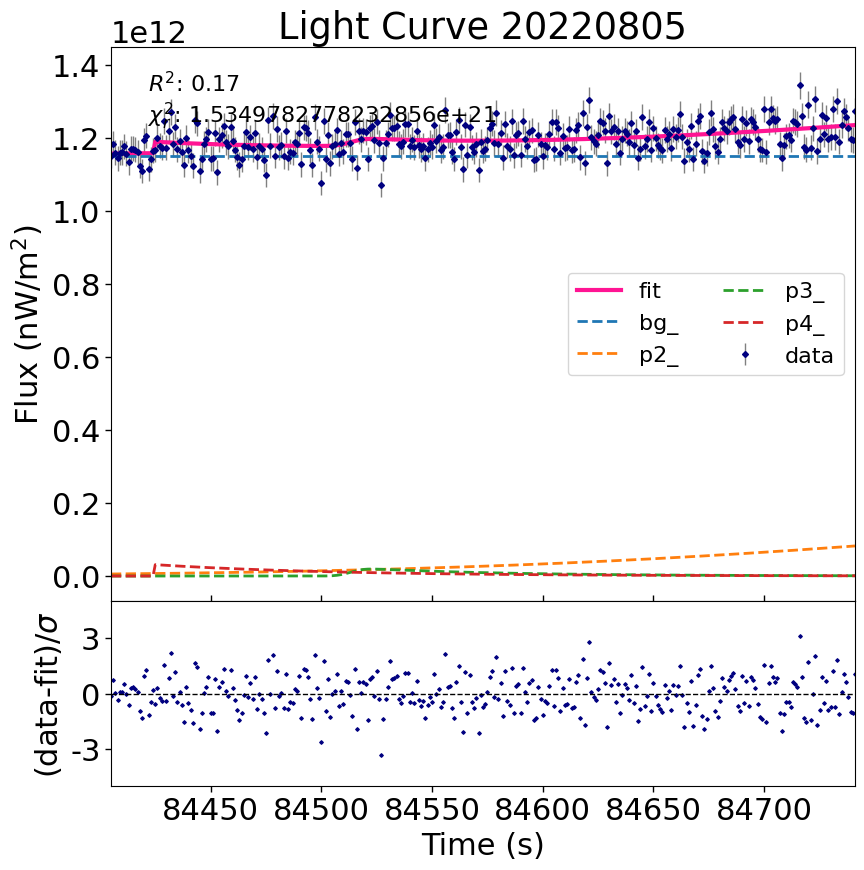 Light Curve 20220805
1e12
R²: 0.17
χ²: 1.5349782778232856e+21
1.4
1.2
1.0
0.8
0.6
0.4
0.2
0.0
Flux (nW/m²)
fit
bg_
p2_
p3_
p4_
data
3
0
-3
(data-fit)/σ
84450 84500 84550 84600 84650 84700
Time (s)